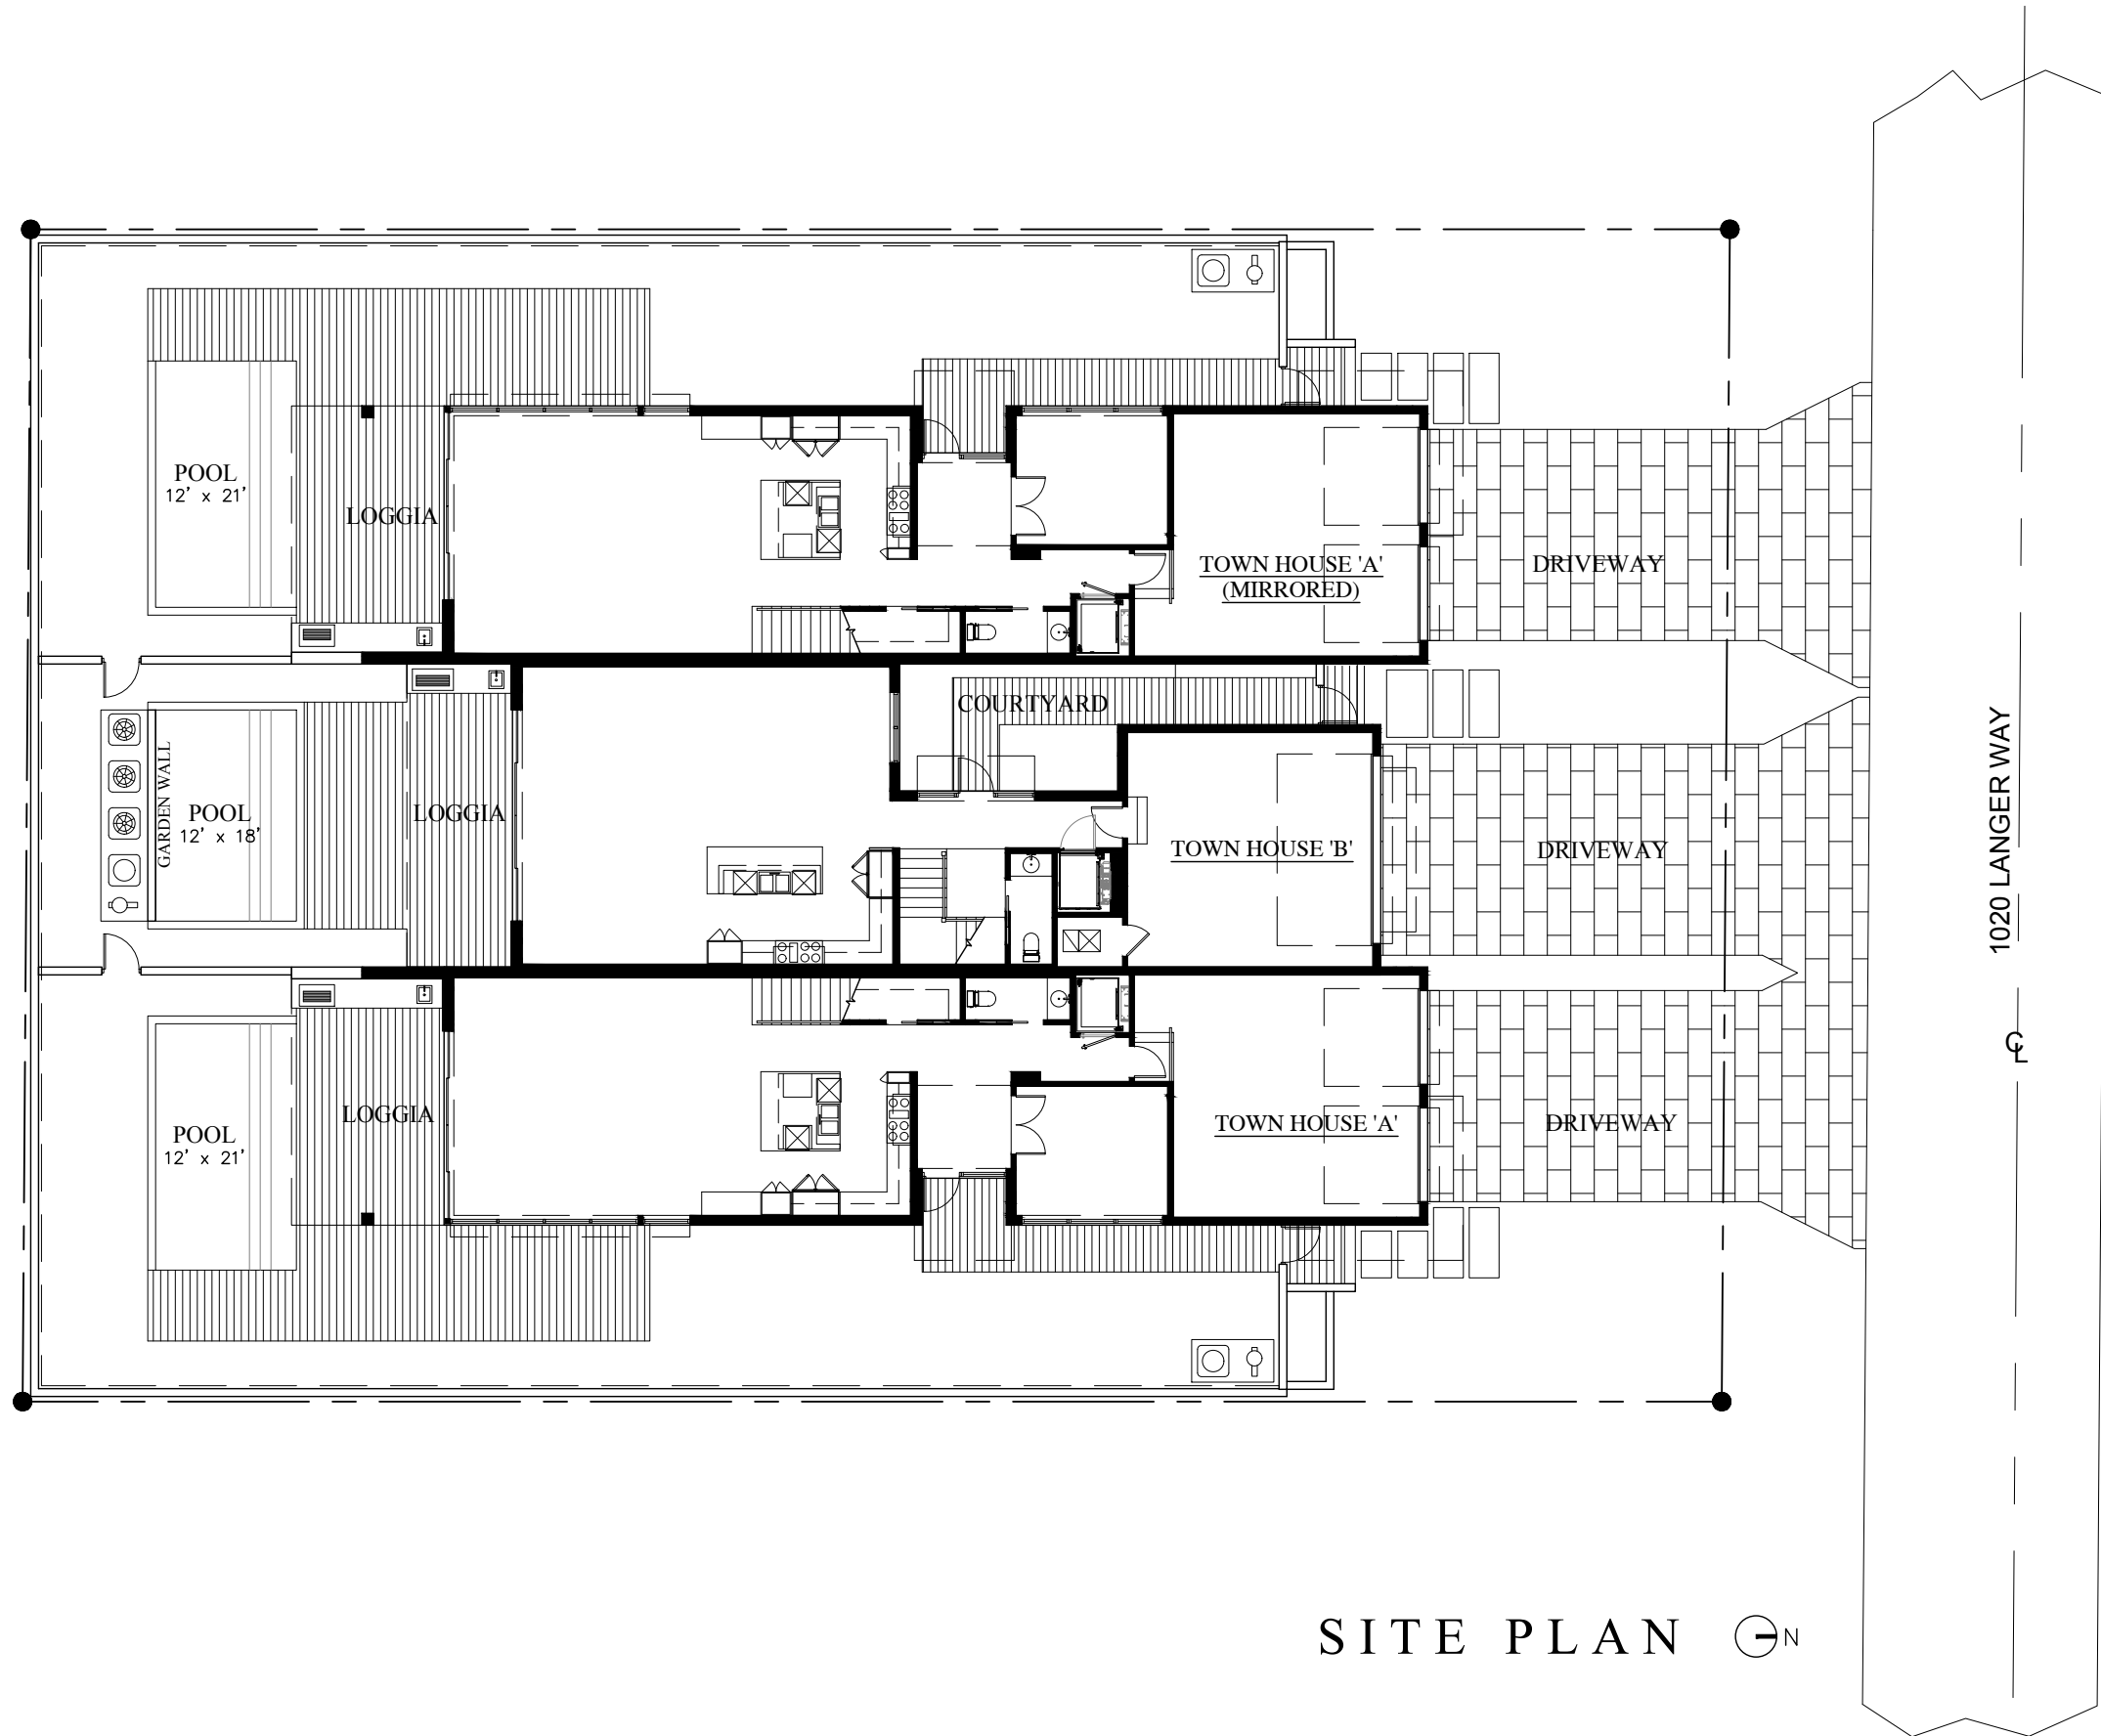 POOL
12' x 21'
LOGGIA
TOWN HOUSE 'A'
(MIRRORED)
DRIVEWAY
COURTYARD
GARDEN WALL
POOL
12' x 18'
LOGGIA
TOWN HOUSE 'B'
DRIVEWAY
1020 LANGER WAY
CL
POOL
12' x 21'
LOGGIA
TOWN HOUSE 'A'
DRIVEWAY
SITE PLAN
N